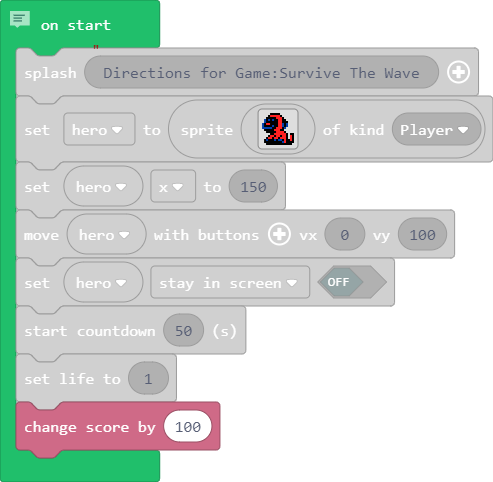 on start
splash Directions for Game:Survive The Wave
set hero to sprite of kind Player
set hero x to 150
move hero with buttons vx 0 vy 100
set hero stay in screen OFF
start countdown 50 (s)
set life to 1
change score by 100